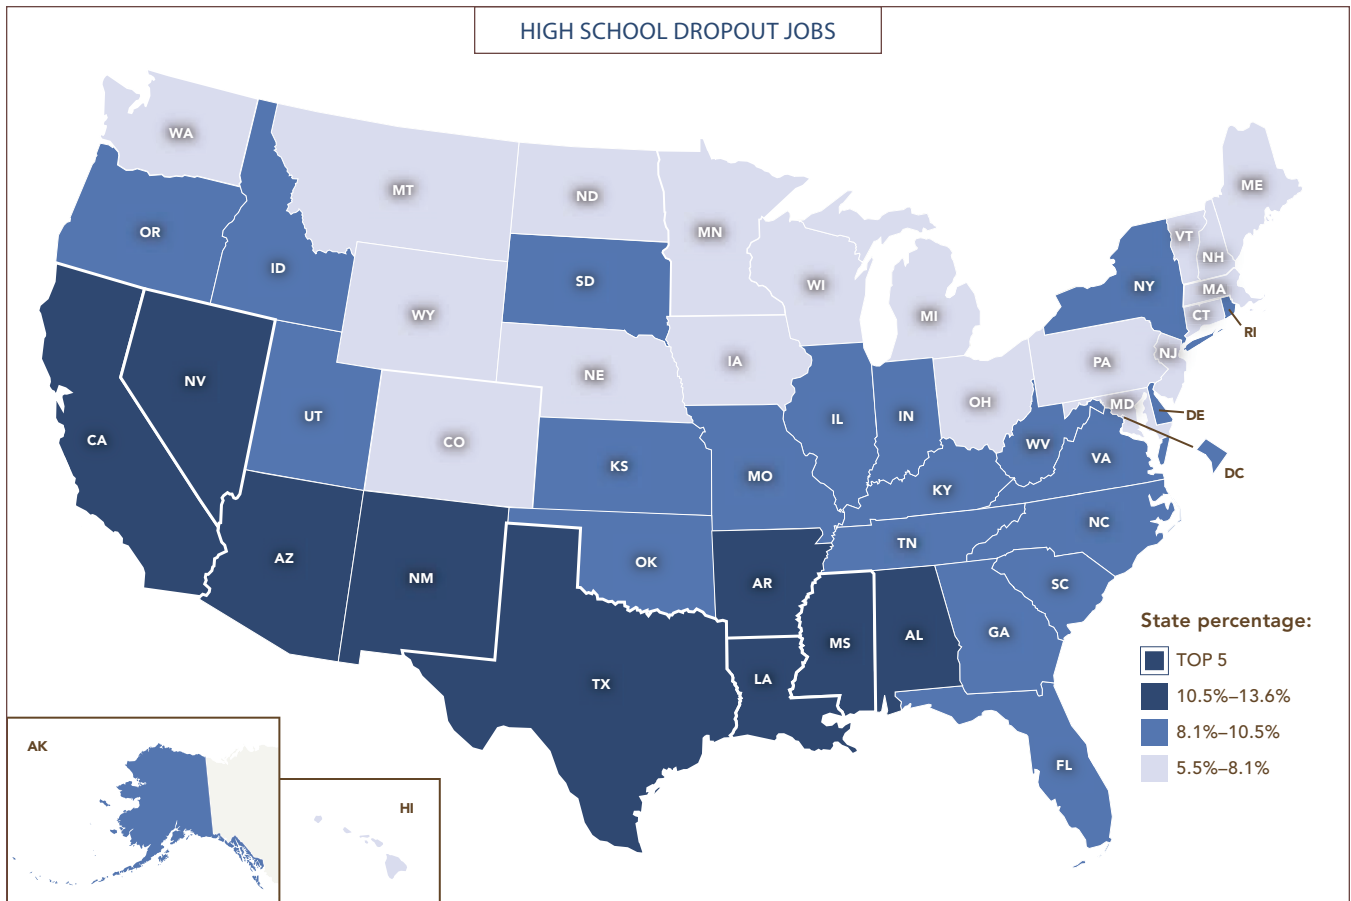 HIGH SCHOOL DROPOUT JOBS
WA
MT
ND
MN
ME
OR
ID
SD
WI
VT
NH
NY
MA
WY
MI
CT
RI
NV
NE
IA
PA
NJ
UT
CA
CO
KS
MO
IL
IN
OH
MD
DE
WV
VA
DC
KY
AZ
NM
OK
AR
TN
NC
SC
MS
AL
GA
TX
LA
FL
State percentage:
TOP 5
10.5%–13.6%
8.1%–10.5%
5.5%–8.1%
AK
HI